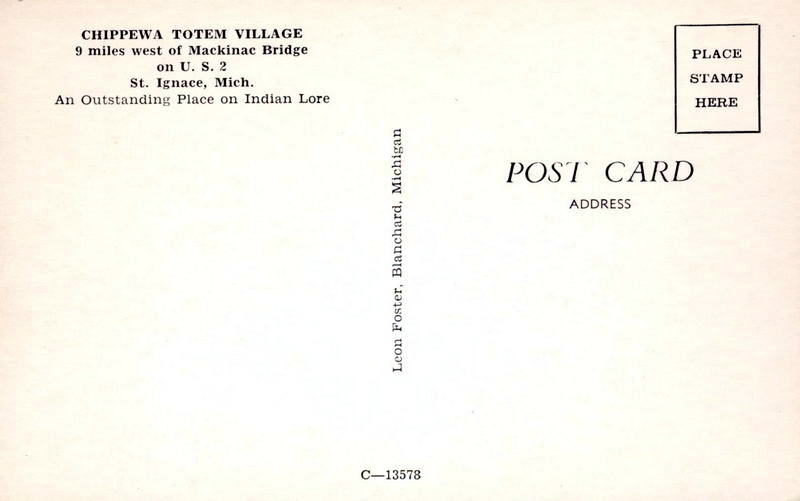 CHIPPEWA TOTEM VILLAGE
9 miles west of Mackinac Bridge
on U. S. 2
St. Ignace, Mich.
An Outstanding Place on Indian Lore
PLACE
STAMP
HERE
POST CARD
ADDRESS
Leon Foster, Blanchard, Michigan
C—13578